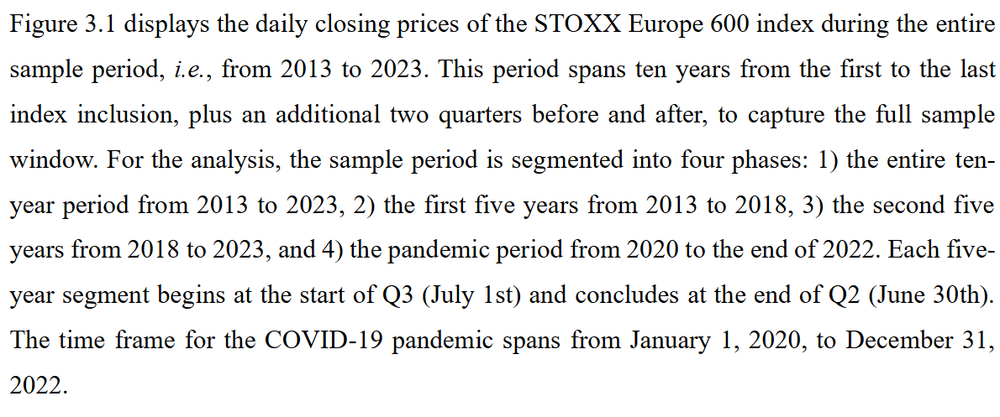 Figure 3.1 displays the daily closing prices of the STOXX Europe 600 index during the entire
sample period, i.e., from 2013 to 2023. This period spans ten years from the first to the last
index inclusion, plus an additional two quarters before and after, to capture the full sample
window. For the analysis, the sample period is segmented into four phases: 1) the entire ten-
year period from 2013 to 2023, 2) the first five years from 2013 to 2018, 3) the second five
years from 2018 to 2023, and 4) the pandemic period from 2020 to the end of 2022. Each five-
year segment begins at the start of Q3 (July 1st) and concludes at the end of Q2 (June 30th).
The time frame for the COVID-19 pandemic spans from January 1, 2020, to December 31,
2022.